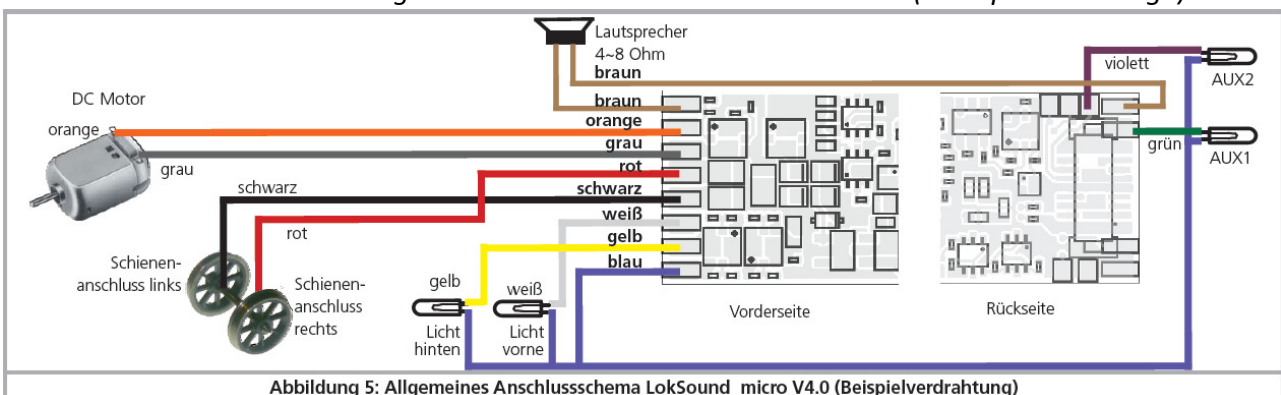 Lautsprecher
4~8 Ohm
braun
violett
AUX2
DC Motor
braun
orange
orange
grau
grau
rot
schwarz
schwarz
rot
weiß
gelb
blau
grün
AUX1
Schienen-
anschluss links
Schienen-
anschluss
rechts
gelb
weiß
Licht
hinten
Licht
vorne
Vorderseite
Rückseite
Abbildung 5: Allgemeines Anschlussschema LokSound micro V4.0 (Beispielverdrahtung)